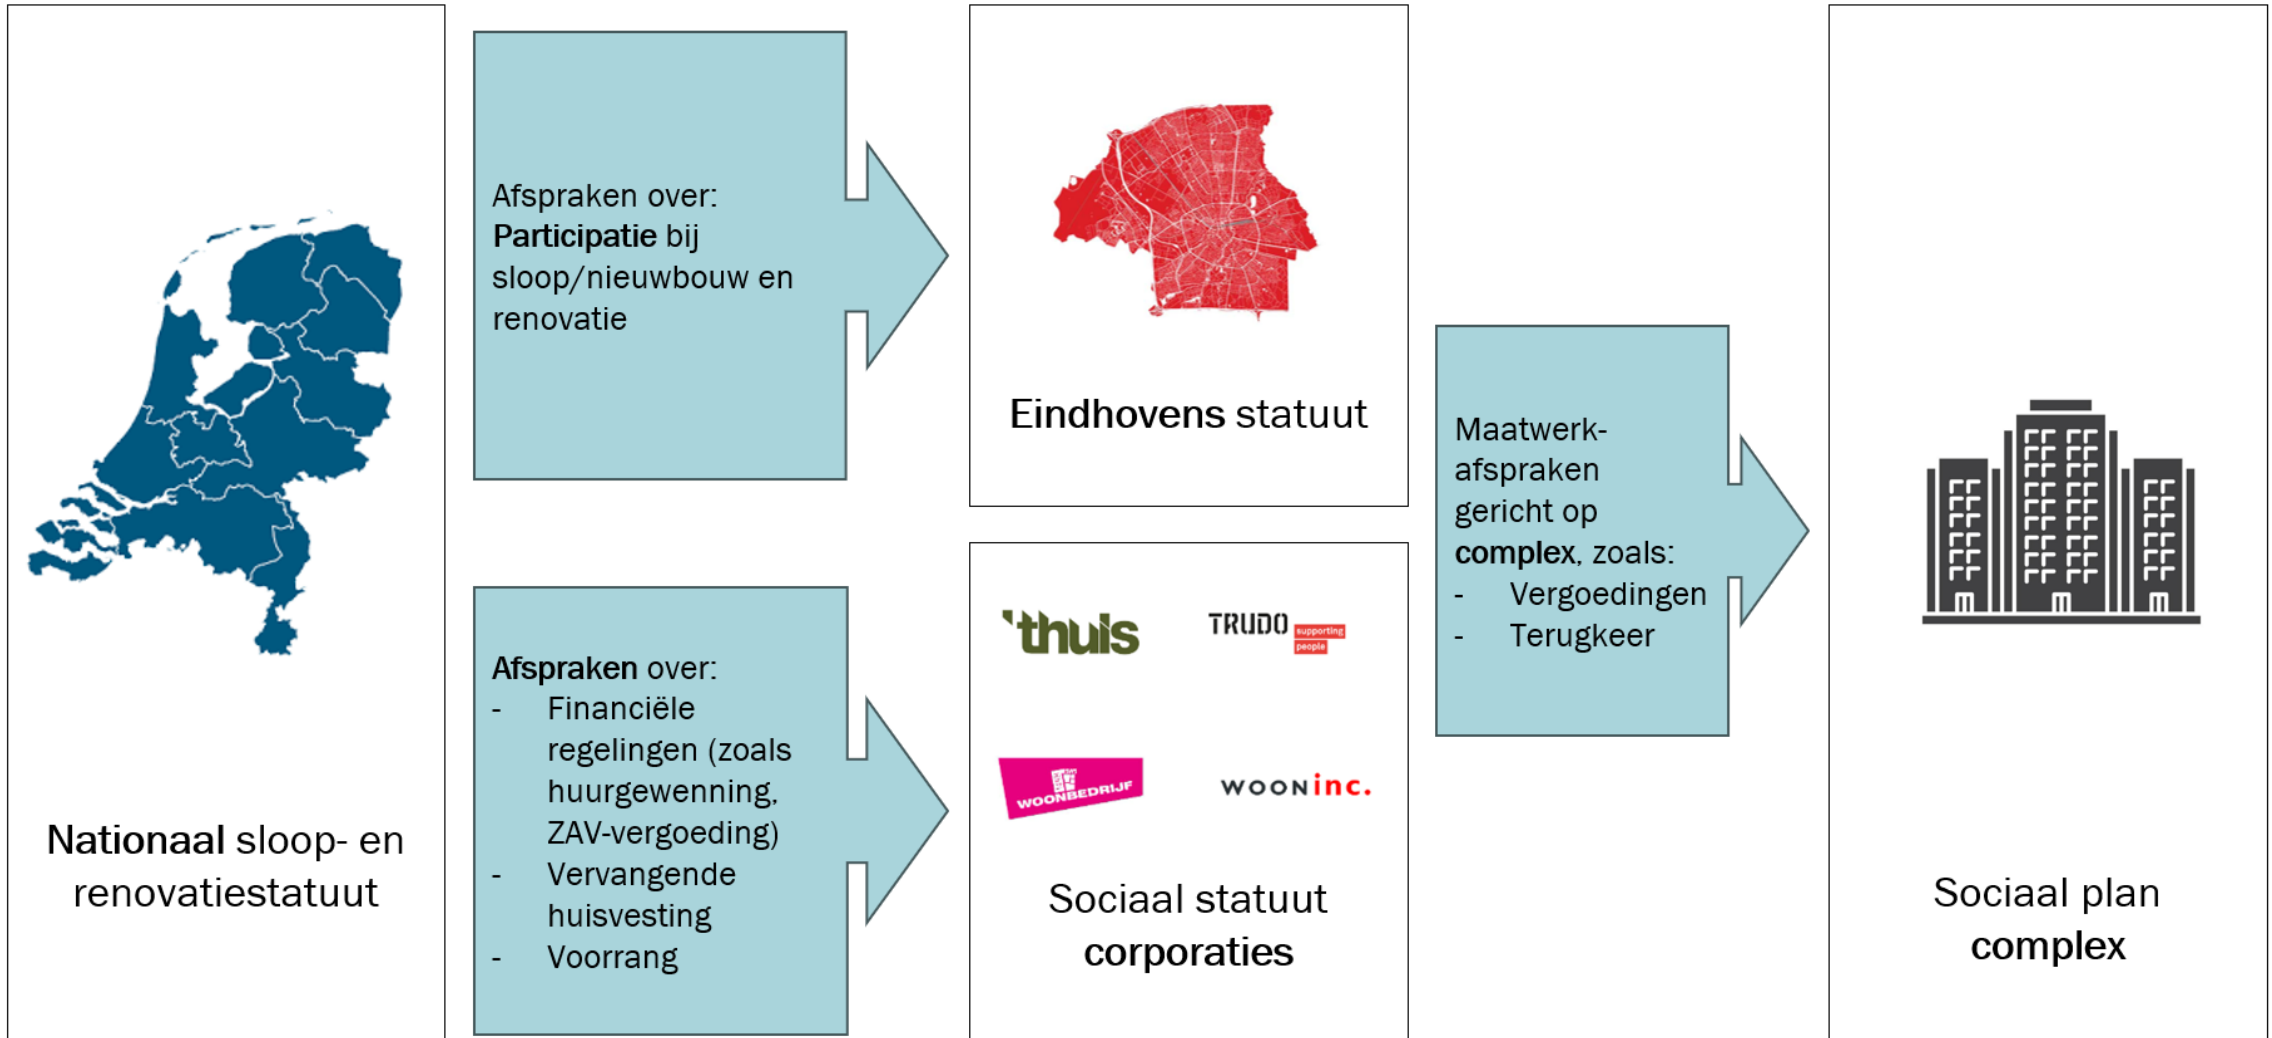 Nationaal sloop- en
renovatiestatuut
Afspraken over:
Participatie bij
sloop/nieuwbouw en
renovatie
Afspraken over:
- Financiële
regelingen (zoals
huurgewenning,
ZAV-vergoeding)
- Vervangende
huisvesting
- Voorrang
Eindhovens statuut
'thuis
TRUDO
supporting
people
WOONBEDRIJF
WOONinc.
Sociaal statuut
corporaties
Maatwerk-
afspraken
gericht op
complex, zoals:
- Vergoedingen
- Terugkeer
Sociaal plan
complex